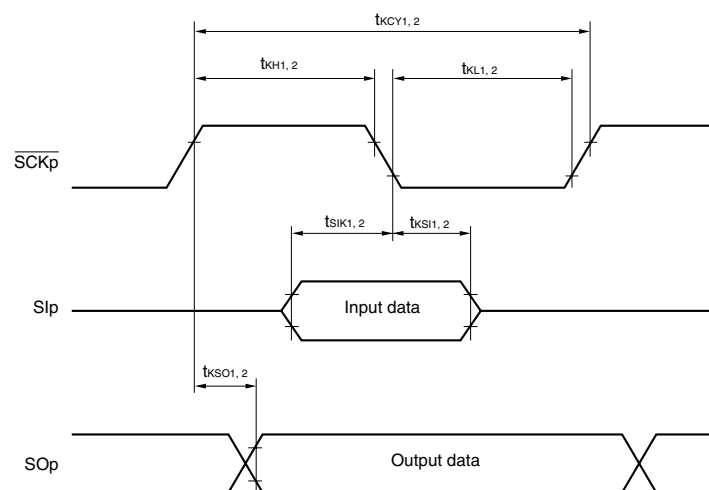 tKCY1, 2
tKH1, 2
tKL1, 2
SCKp
tSIK1, 2
tKSI1, 2
SIp
Input data
tKSO1, 2
SOp
Output data